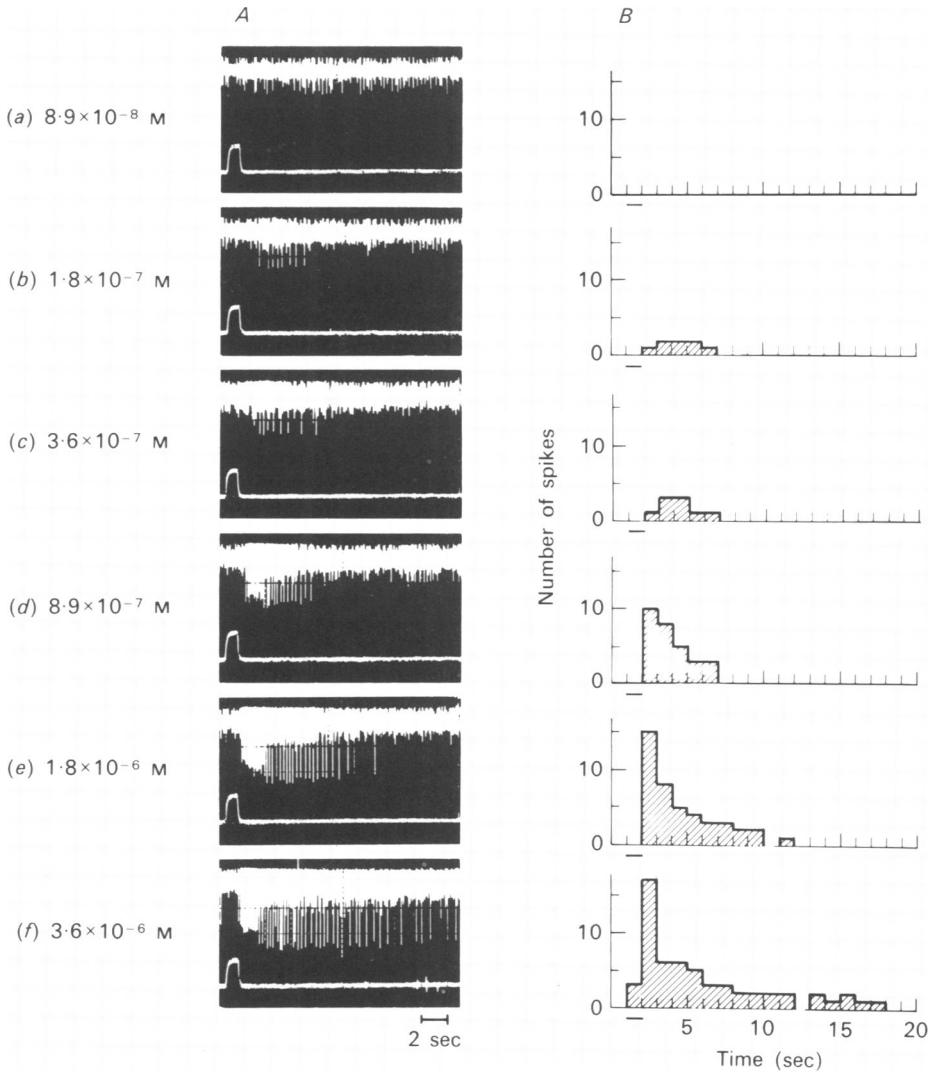 A
B
(a) 8·9×10⁻⁸ M
10
0
(b) 1·8×10⁻⁷ M
10
0
(c) 3·6×10⁻⁷ M
10
0
Number of spikes
(d) 8·9×10⁻⁷ M
10
0
(e) 1·8×10⁻⁶ M
10
0
(f) 3·6×10⁻⁶ M
10
0
5 10 15 20
2 sec
Time (sec)